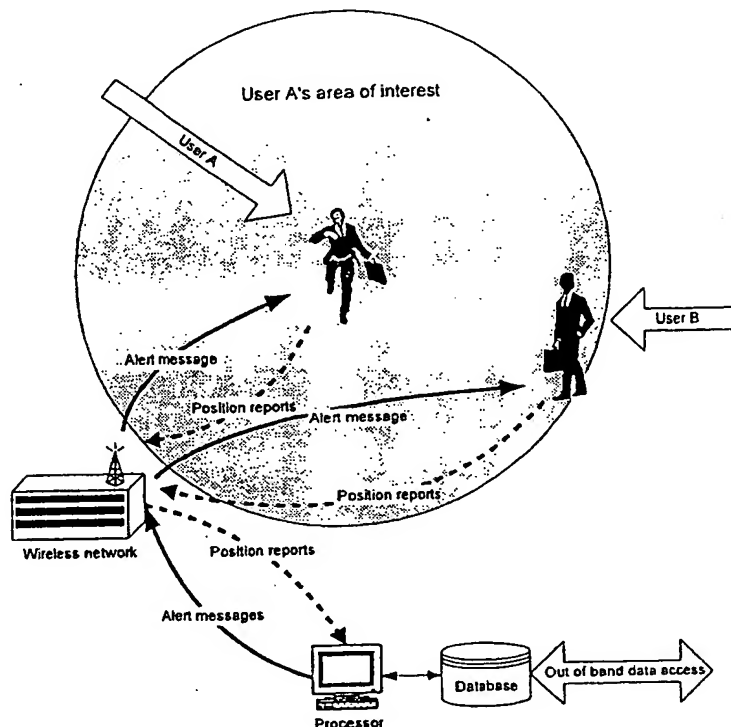 User A's area of interest
User A
User B
Alert message
Position reports
Alert message
Position reports
Wireless network
Position reports
Alert messages
Out of band data access
Database
Processor